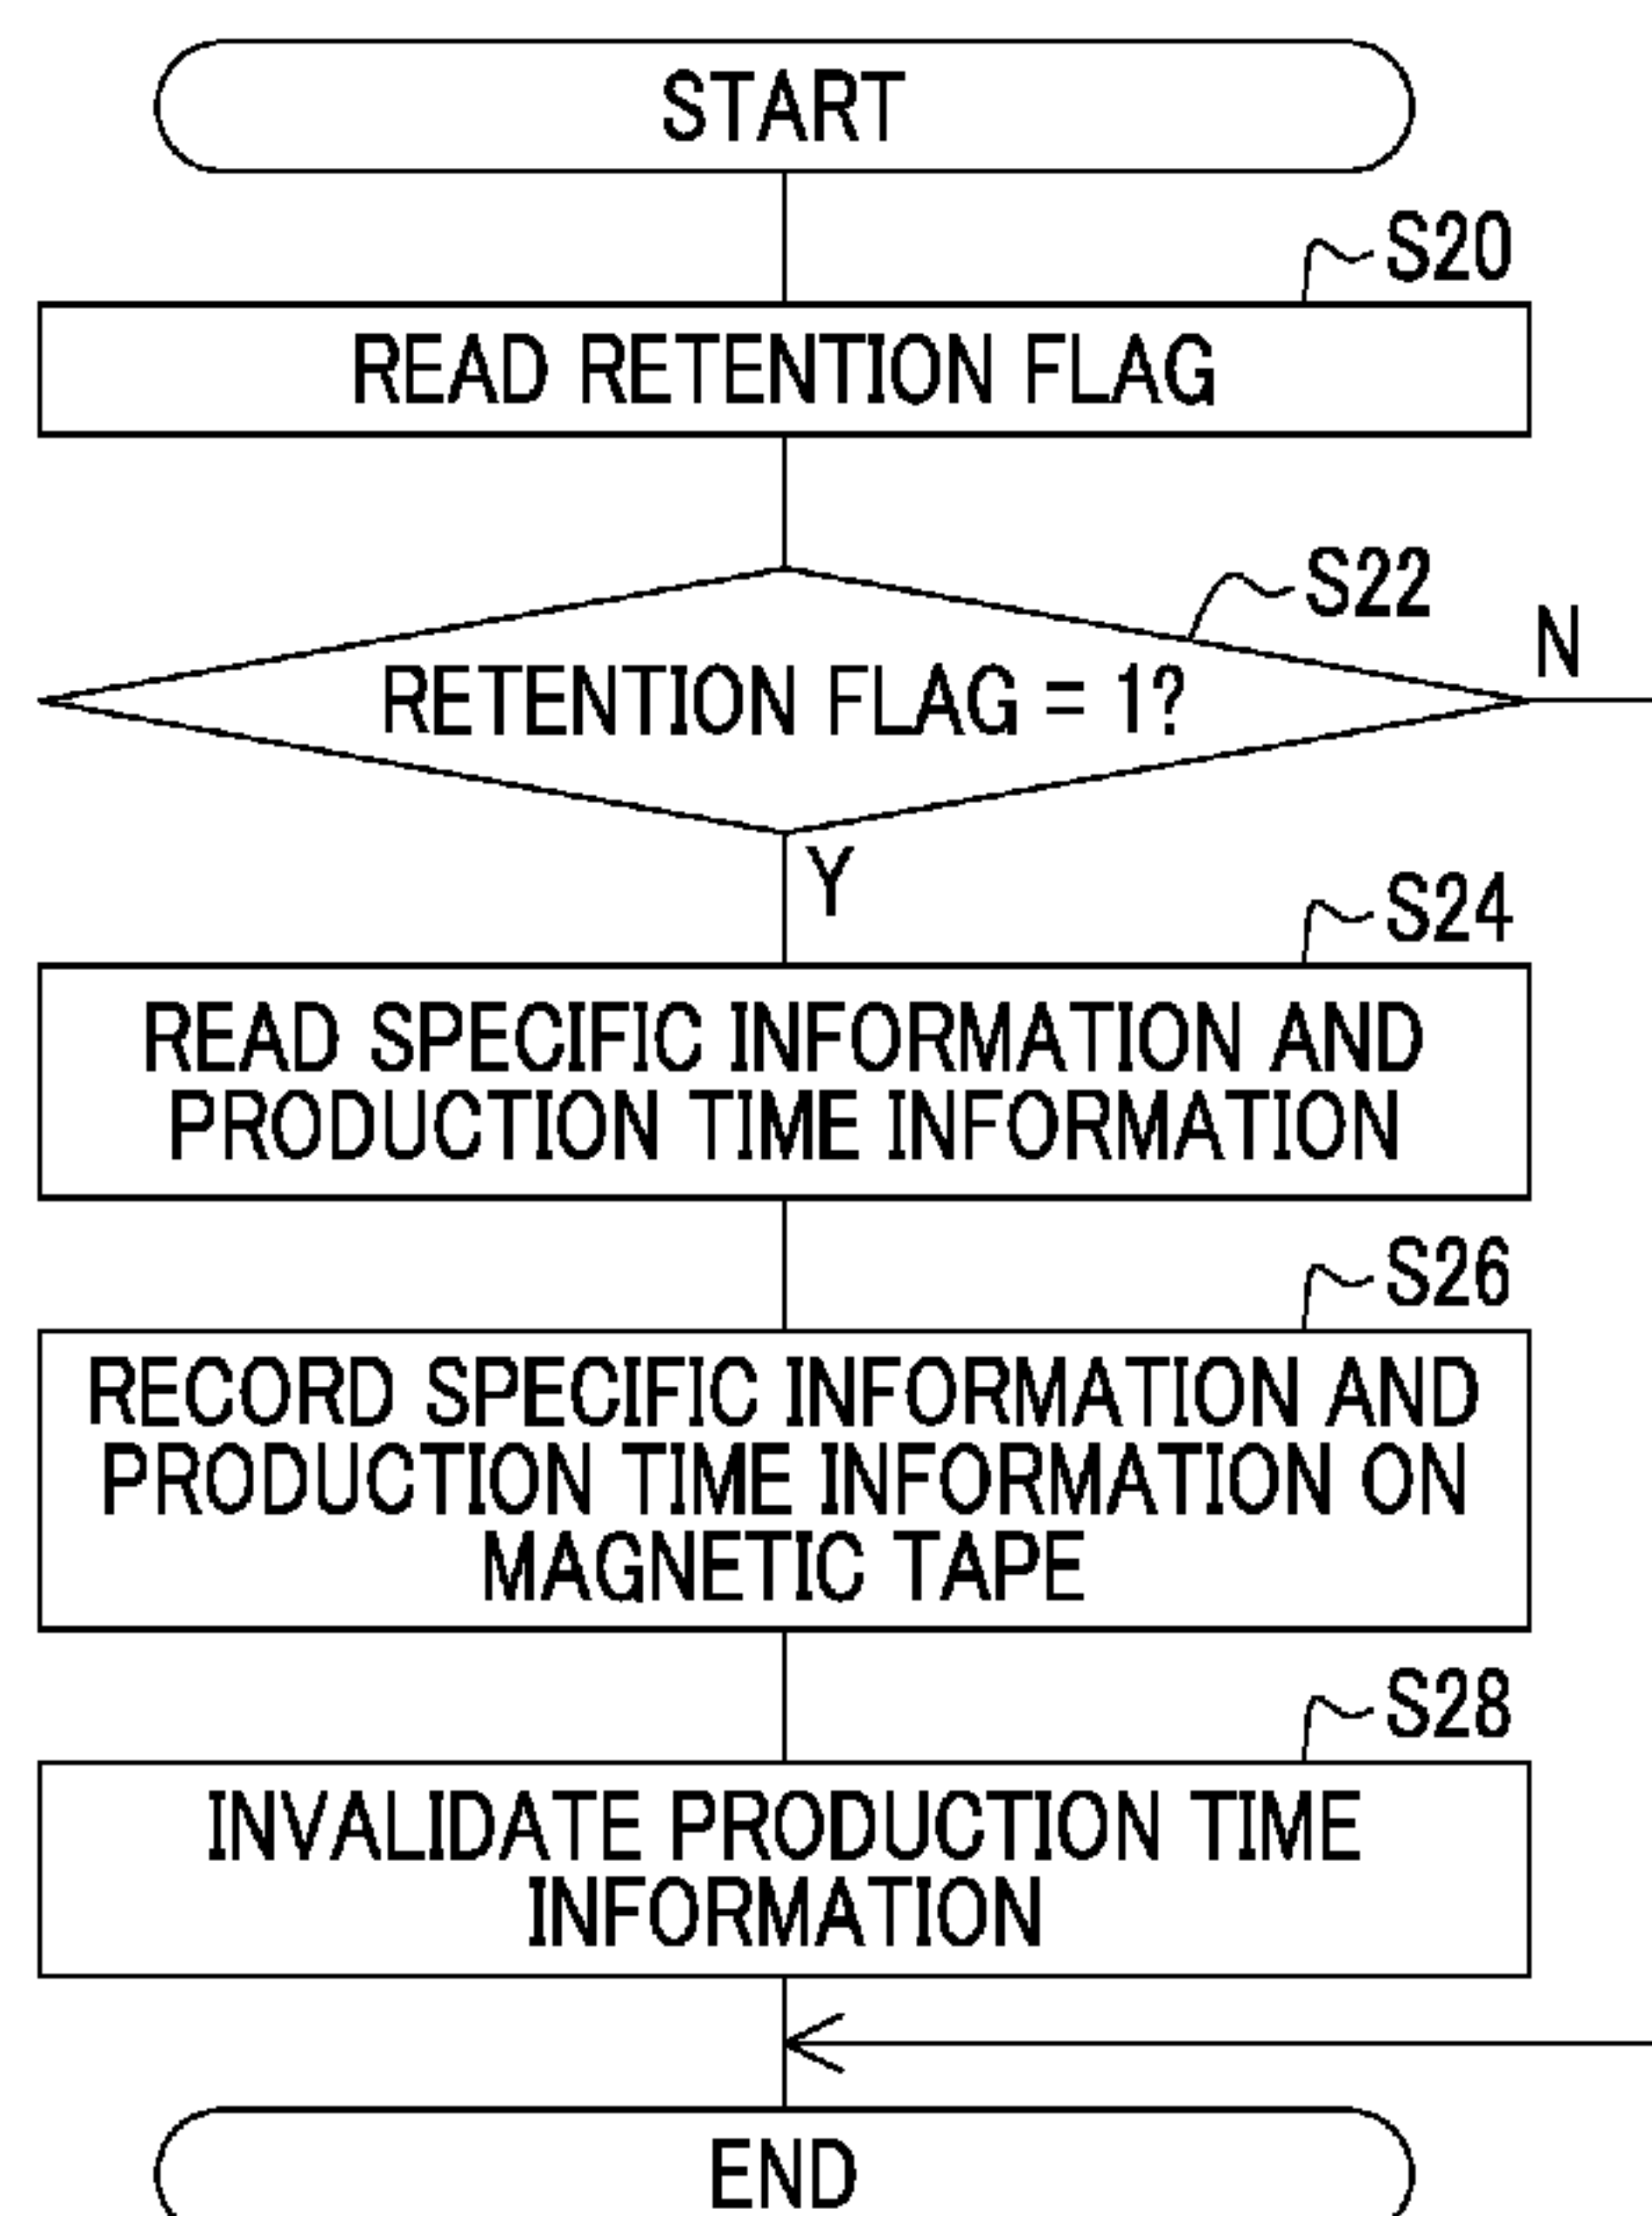 START
S20
READ RETENTION FLAG
S22
N
RETENTION FLAG = 1?
Y
S24
READ SPECIFIC INFORMATION AND
PRODUCTION TIME INFORMATION
S26
RECORD SPECIFIC INFORMATION AND
PRODUCTION TIME INFORMATION ON
MAGNETIC TAPE
S28
INVALIDATE PRODUCTION TIME
INFORMATION
END